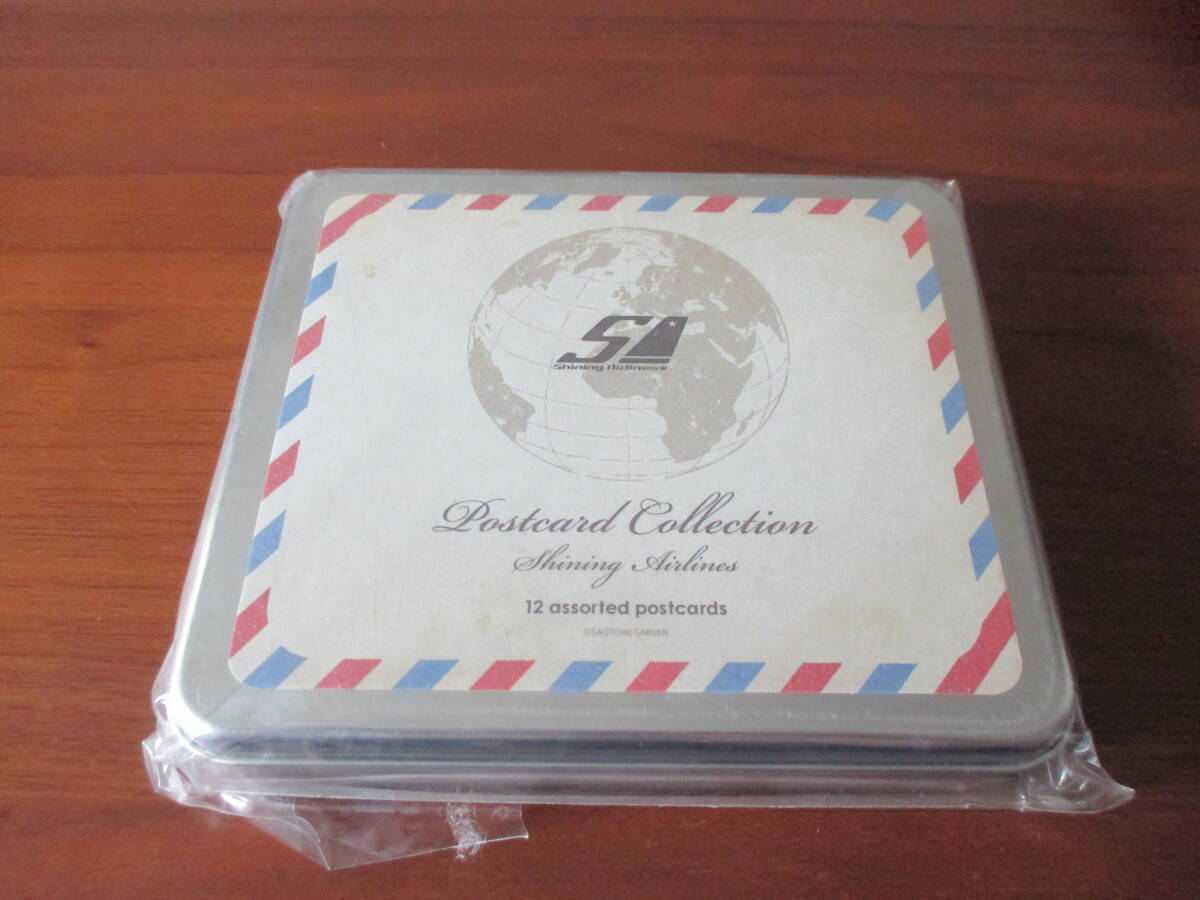 SA
Shining Airlines
Postcard Collection
Shining Airlines
12 assorted postcards
©SAOTOME GAKUEN